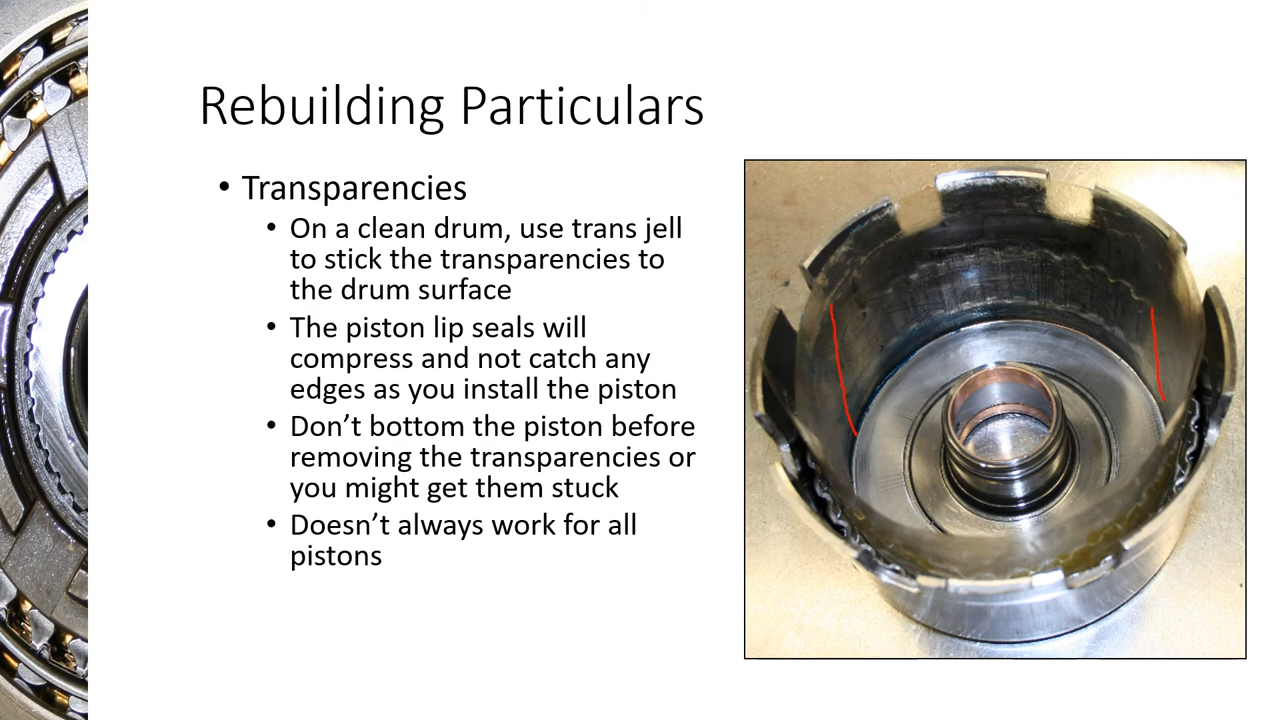 Rebuilding Particulars
• Transparencies
• On a clean drum, use trans jell
to stick the transparencies to
the drum surface
• The piston lip seals will
compress and not catch any
edges as you install the piston
• Don’t bottom the piston before
removing the transparencies or
you might get them stuck
• Doesn’t always work for all
pistons